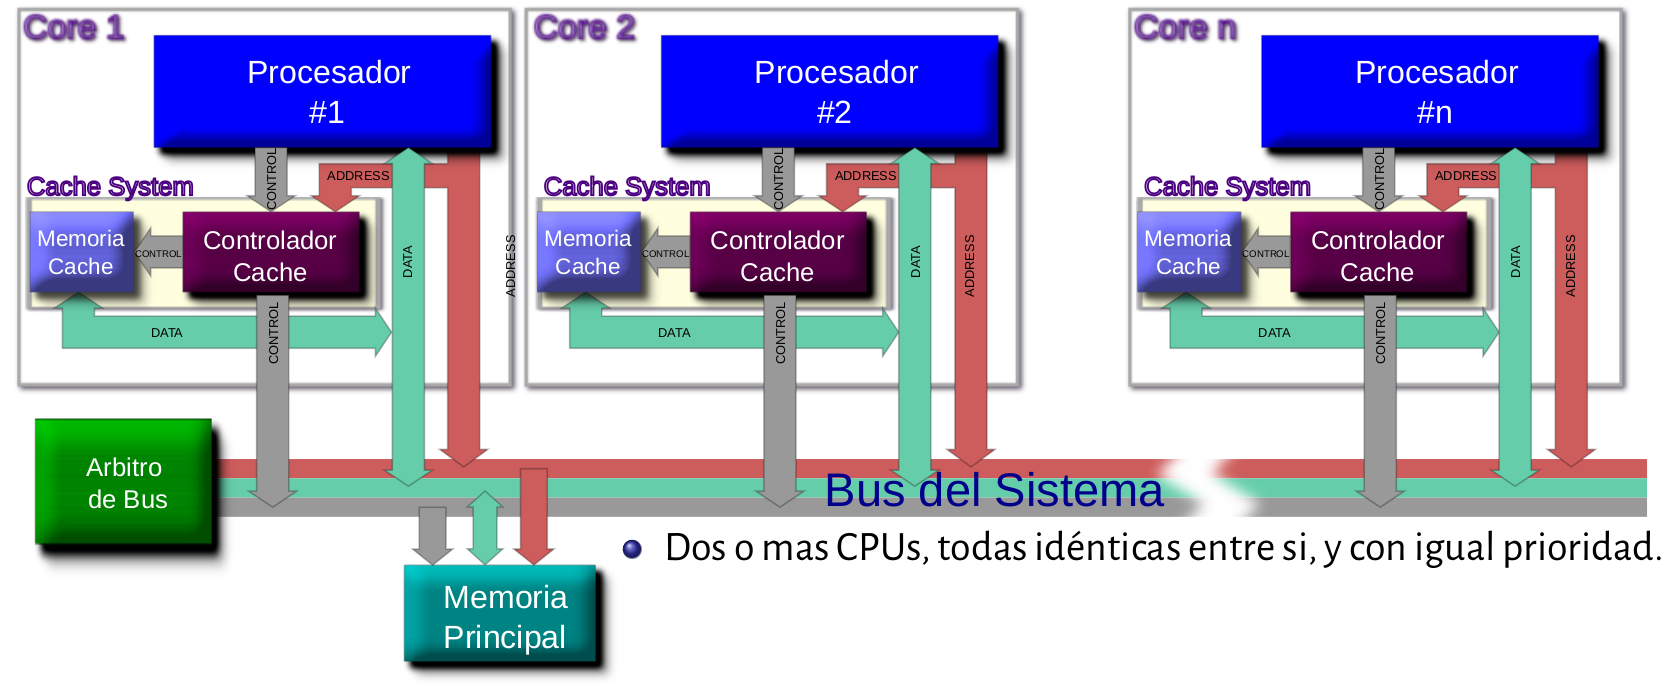 Core 1
Procesador
#1
CONTROL
ADDRESS
Cache System
Memoria
Cache
CONTROL
Controlador
Cache
DATA
ADDRESS
DATA
CONTROL
Core 2
Procesador
#2
CONTROL
ADDRESS
Cache System
Memoria
Cache
CONTROL
Controlador
Cache
DATA
ADDRESS
DATA
CONTROL
Core n
Procesador
#n
CONTROL
ADDRESS
Cache System
Memoria
Cache
CONTROL
Controlador
Cache
DATA
ADDRESS
DATA
CONTROL
Arbitro
de Bus
Bus del Sistema
Dos o mas CPUs, todas idénticas entre si, y con igual prioridad.
Memoria
Principal